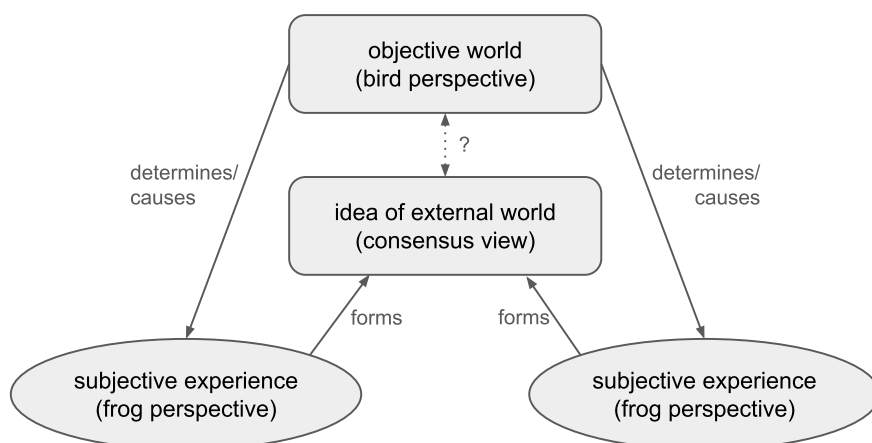 objective world
(bird perspective)
?
determines/
causes
determines/
causes
idea of external world
(consensus view)
forms
forms
subjective experience
(frog perspective)
subjective experience
(frog perspective)